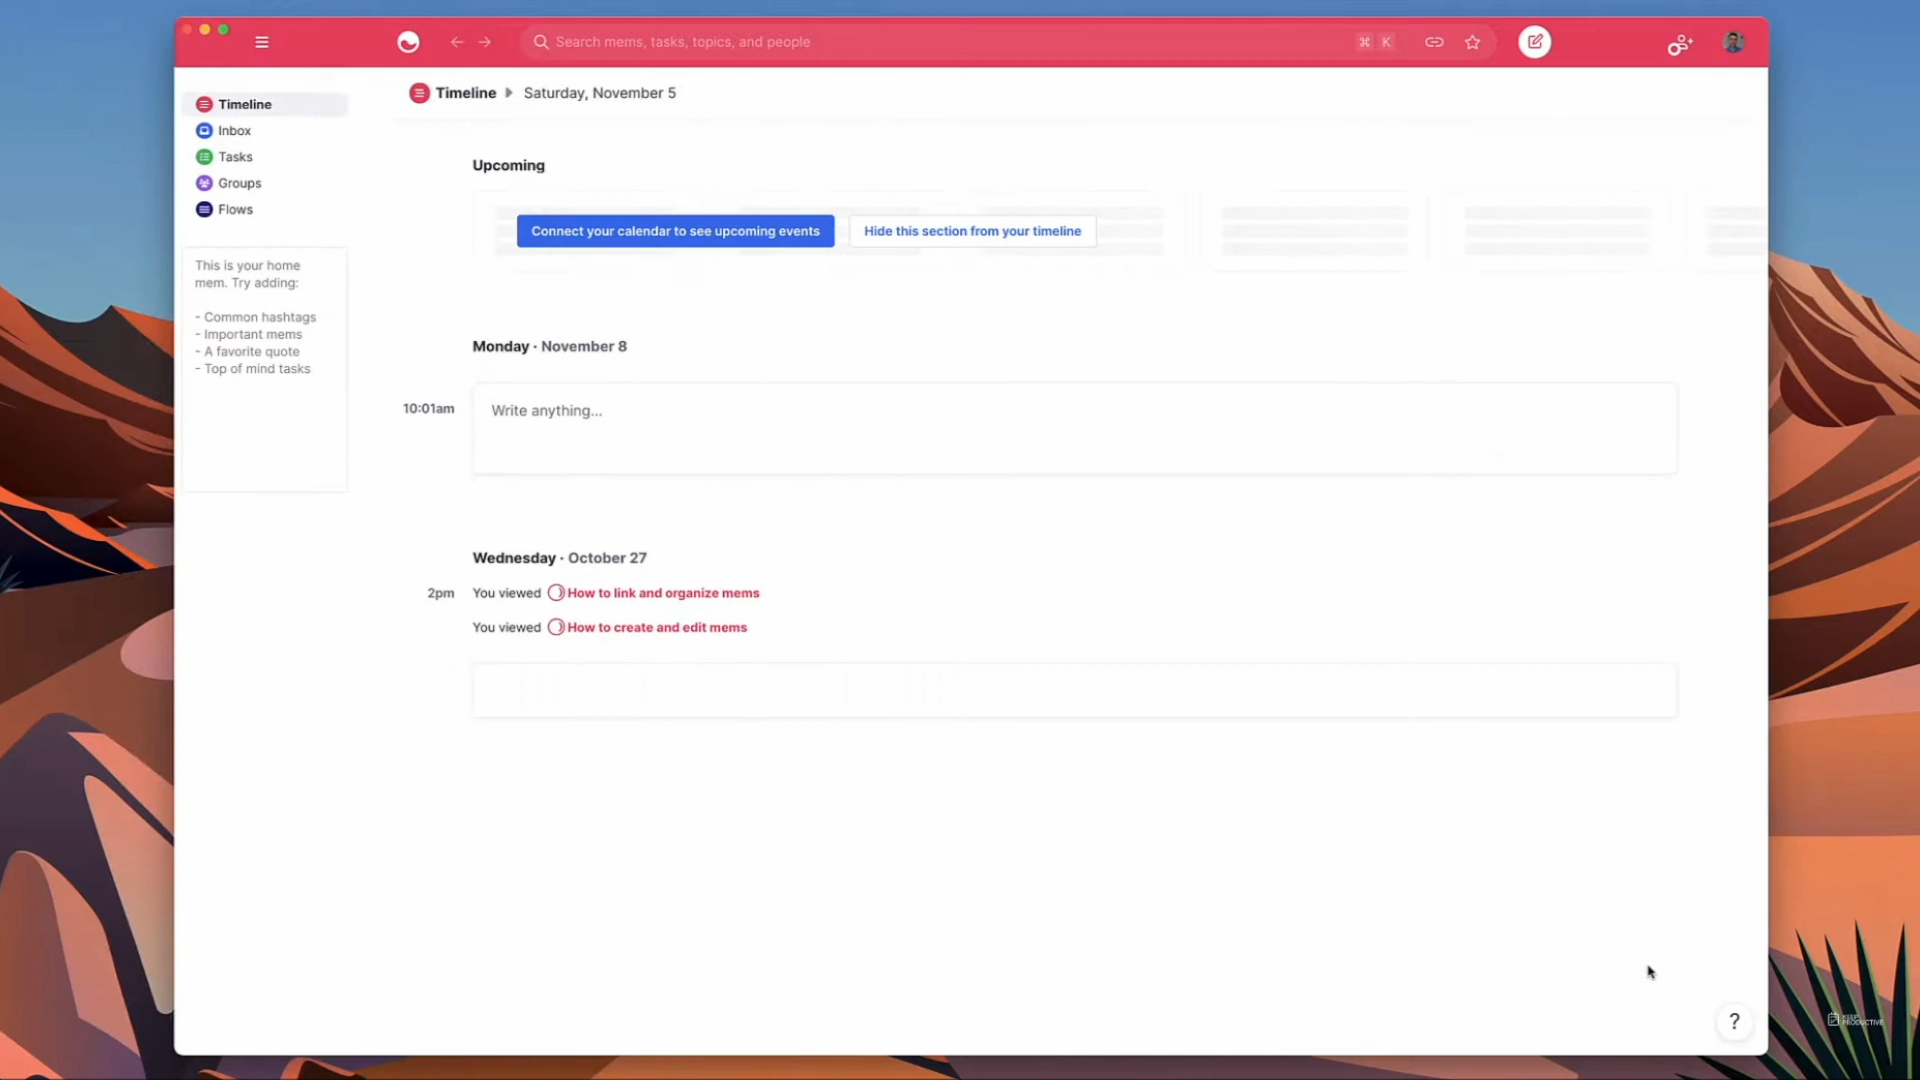 Search mems, tasks, topics, and people
⌘ K
Timeline
Inbox
Tasks
Groups
Flows
This is your home
mem. Try adding:
- Common hashtags
- Important mems
- A favorite quote
- Top of mind tasks
Timeline Saturday, November 5
Upcoming
Connect your calendar to see upcoming events
Hide this section from your timeline
Monday · November 8
10:01am
Write anything...
Wednesday · October 27
2pm You viewed How to link and organize mems
You viewed How to create and edit mems
?
KEEP
PRODUCTIVE